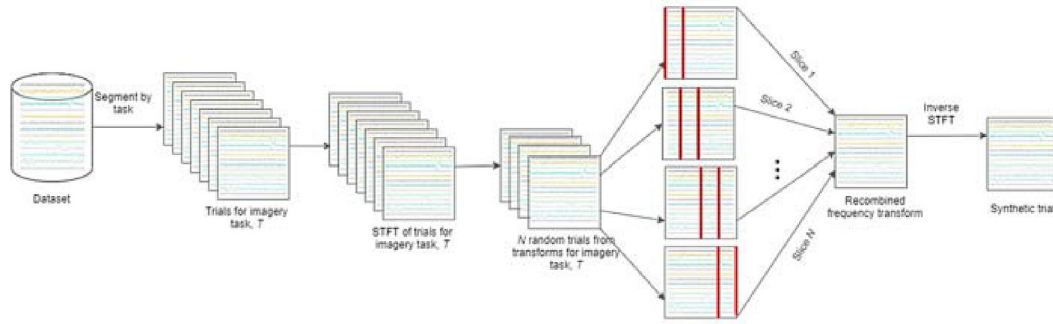 Segment by
task
Dataset
Trials for imagery
task, T
STFT of trials for
imagery task, T
N random trials from
transforms for imagery
task, T
Slice 1
Slice 2
Slice N
Recombined
frequency transform
Inverse
STFT
Synthetic trial